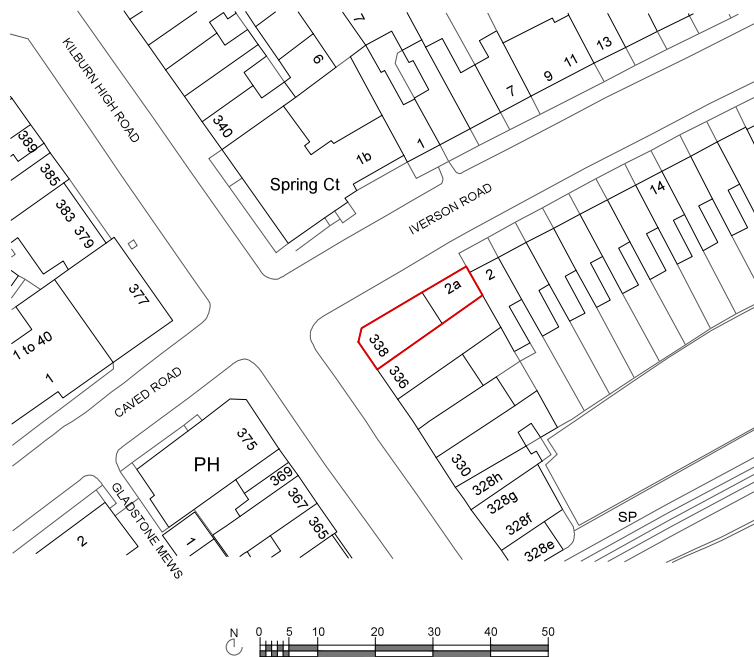 KILBURN HIGH ROAD
7
6
340
389
385
383
379
377
1 to 40
1
Spring Ct
1b
1
7
9
11
13
IVERSON ROAD
14
2
2a
338
336
330
328h
328g
328f
328e
SP
CAVED ROAD
PH
375
369
367
365
1
2
GLADSTONE MEWS
N
0 5 10 20 30 40 50